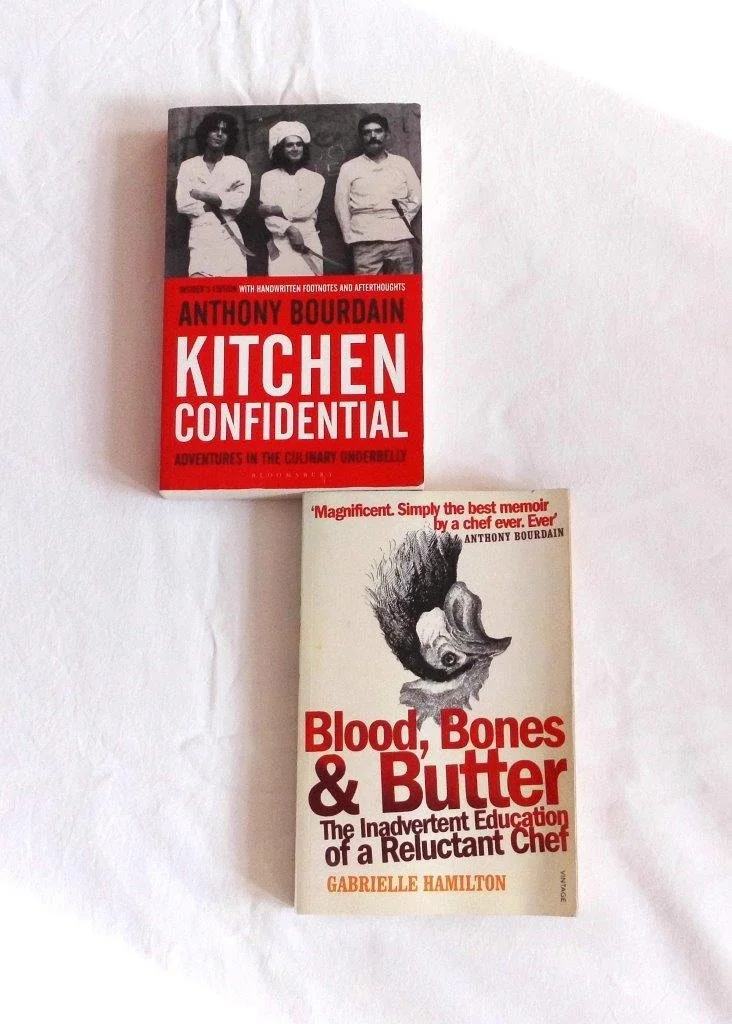 INSIDER'S EDITION WITH HANDWRITTEN FOOTNOTES AND AFTERTHOUGHTS
ANTHONY BOURDAIN
KITCHEN
CONFIDENTIAL
ADVENTURES IN THE CULINARY UNDERBELLY
BLOOMSBURY
'Magnificent. Simply the best memoir
by a chef ever. Ever'
ANTHONY BOURDAIN
Blood, Bones
& Butter
The Inadvertent Education
of a Reluctant Chef
GABRIELLE HAMILTON
VINTAGE